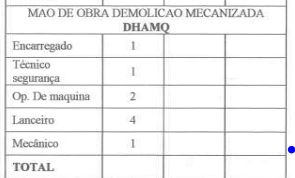 MAO DE OBRA DEMOLICAO MECANIZADA
DHAMQ
Encarregado 1
Técnico
segurança 1
Op. De maquina 2
Lanceiro 4
Mecânico 1
TOTAL